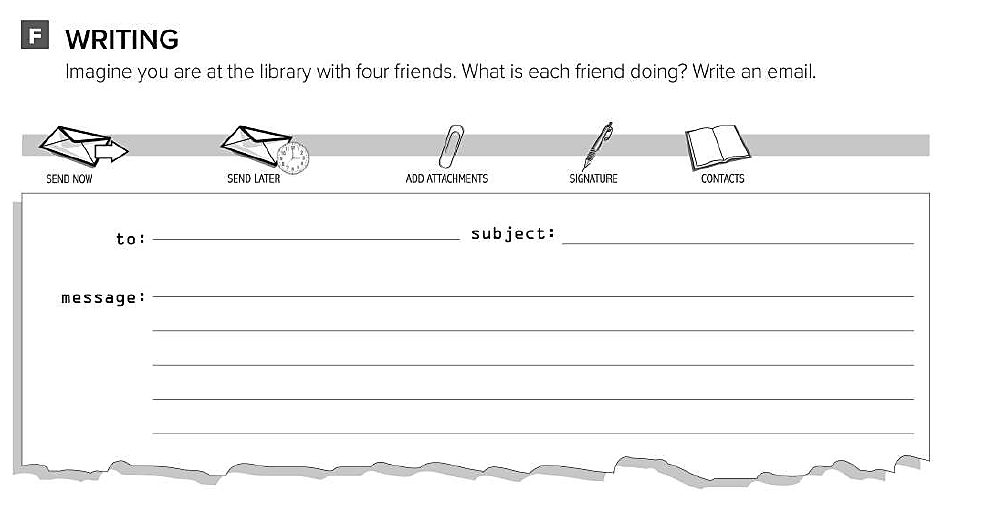 F WRITING
Imagine you are at the library with four friends. What is each friend doing? Write an email.
SEND NOW SEND LATER ADD ATTACHMENTS SIGNATURE CONTACTS
to: subject:
message: